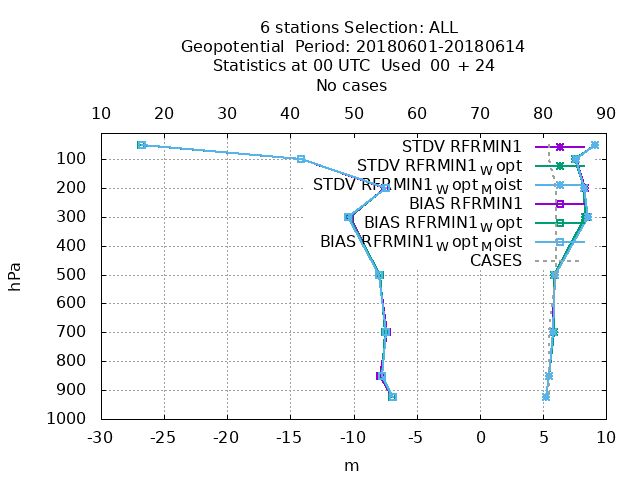 6 stations Selection: ALL
Geopotential  Period: 20180601-20180614
Statistics at 00 UTC  Used  00 + 24
No cases
10 20 30 40 50 60 70 80 90
STDV RFRMIN1
STDV RFRMIN1Wopt
STDV RFRMIN1WoptMoist
BIAS RFRMIN1
BIAS RFRMIN1Wopt
BIAS RFRMIN1WoptMoist
CASES
hPa
100
200
300
400
500
600
700
800
900
1000
-30 -25 -20 -15 -10 -5 0 5 10
m